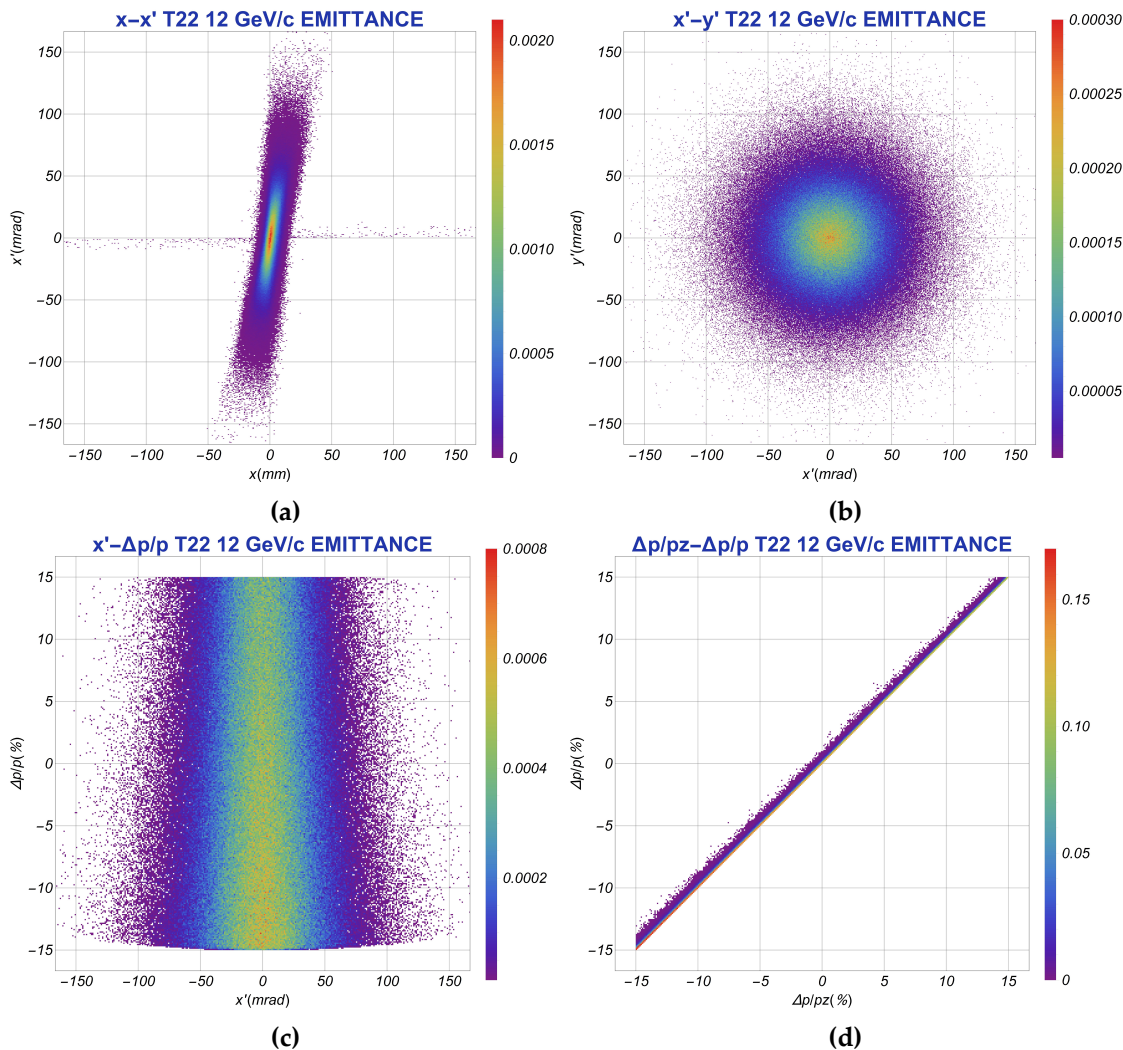 x−x' T22 12 GeV/c EMITTANCE
150
100
50
0
−50
−100
−150
x'(mrad)
−150 −100 −50 0 50 100 150
x(mm)
0.0020
0.0015
0.0010
0.0005
0
(a)
x'−y' T22 12 GeV/c EMITTANCE
150
100
50
0
−50
−100
−150
y'(mrad)
−150 −100 −50 0 50 100 150
x'(mrad)
0.00030
0.00025
0.00020
0.00015
0.00010
0.00005
(b)
x'−Δp/p T22 12 GeV/c EMITTANCE
15
10
5
0
−5
−10
−15
Δp/p(%)
−150 −100 −50 0 50 100 150
x'(mrad)
0.0008
0.0006
0.0004
0.0002
(c)
Δp/pz−Δp/p T22 12 GeV/c EMITTANCE
15
10
5
0
−5
−10
−15
Δp/p(%)
−15 −10 −5 0 5 10 15
Δp/pz(%)
0.15
0.10
0.05
0
(d)